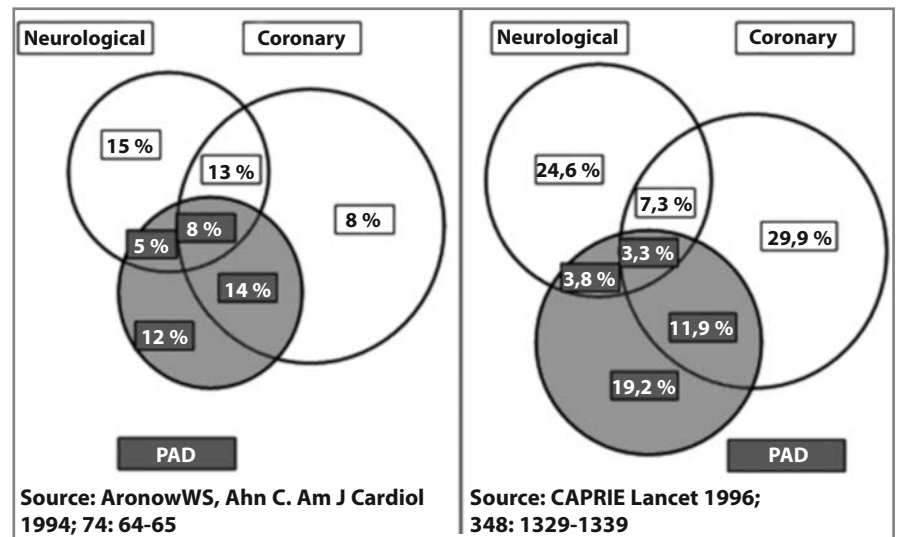 Neurological
Coronary
15 %
13 %
8 %
8 %
5 %
14 %
12 %
PAD
Source: AronowWS, Ahn C. Am J Cardiol
1994; 74: 64-65
Neurological
Coronary
24,6 %
7,3 %
29,9 %
3,3 %
3,8 %
11,9 %
19,2 %
PAD
Source: CAPRIE Lancet 1996;
348: 1329-1339